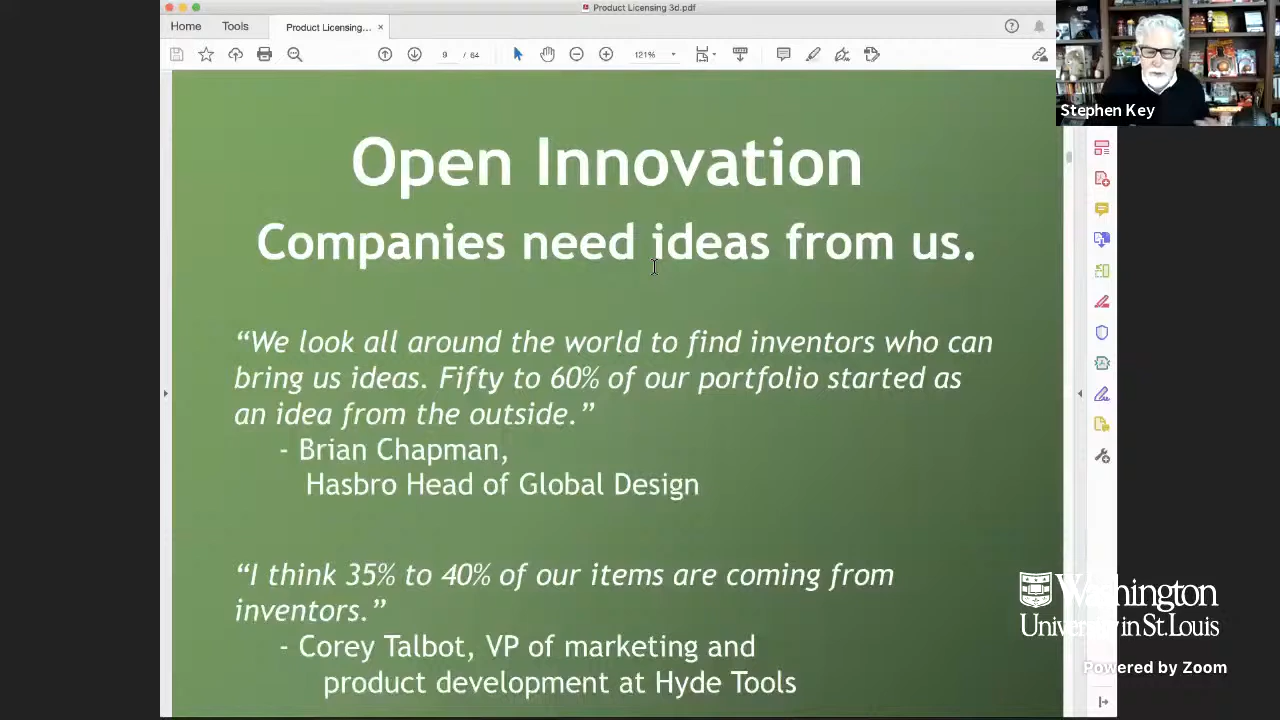 Product Licensing 3d.pdf
Home
Tools
Product Licensing... ×
9 / 64
121%
Stephen Key
Open Innovation
Companies need ideas from us.
“We look all around the world to find inventors who can
bring us ideas. Fifty to 60% of our portfolio started as
an idea from the outside.”
- Brian Chapman,
Hasbro Head of Global Design
“I think 35% to 40% of our items are coming from
inventors.”
- Corey Talbot, VP of marketing and
product development at Hyde Tools
Washington
University in St.Louis
Powered by Zoom